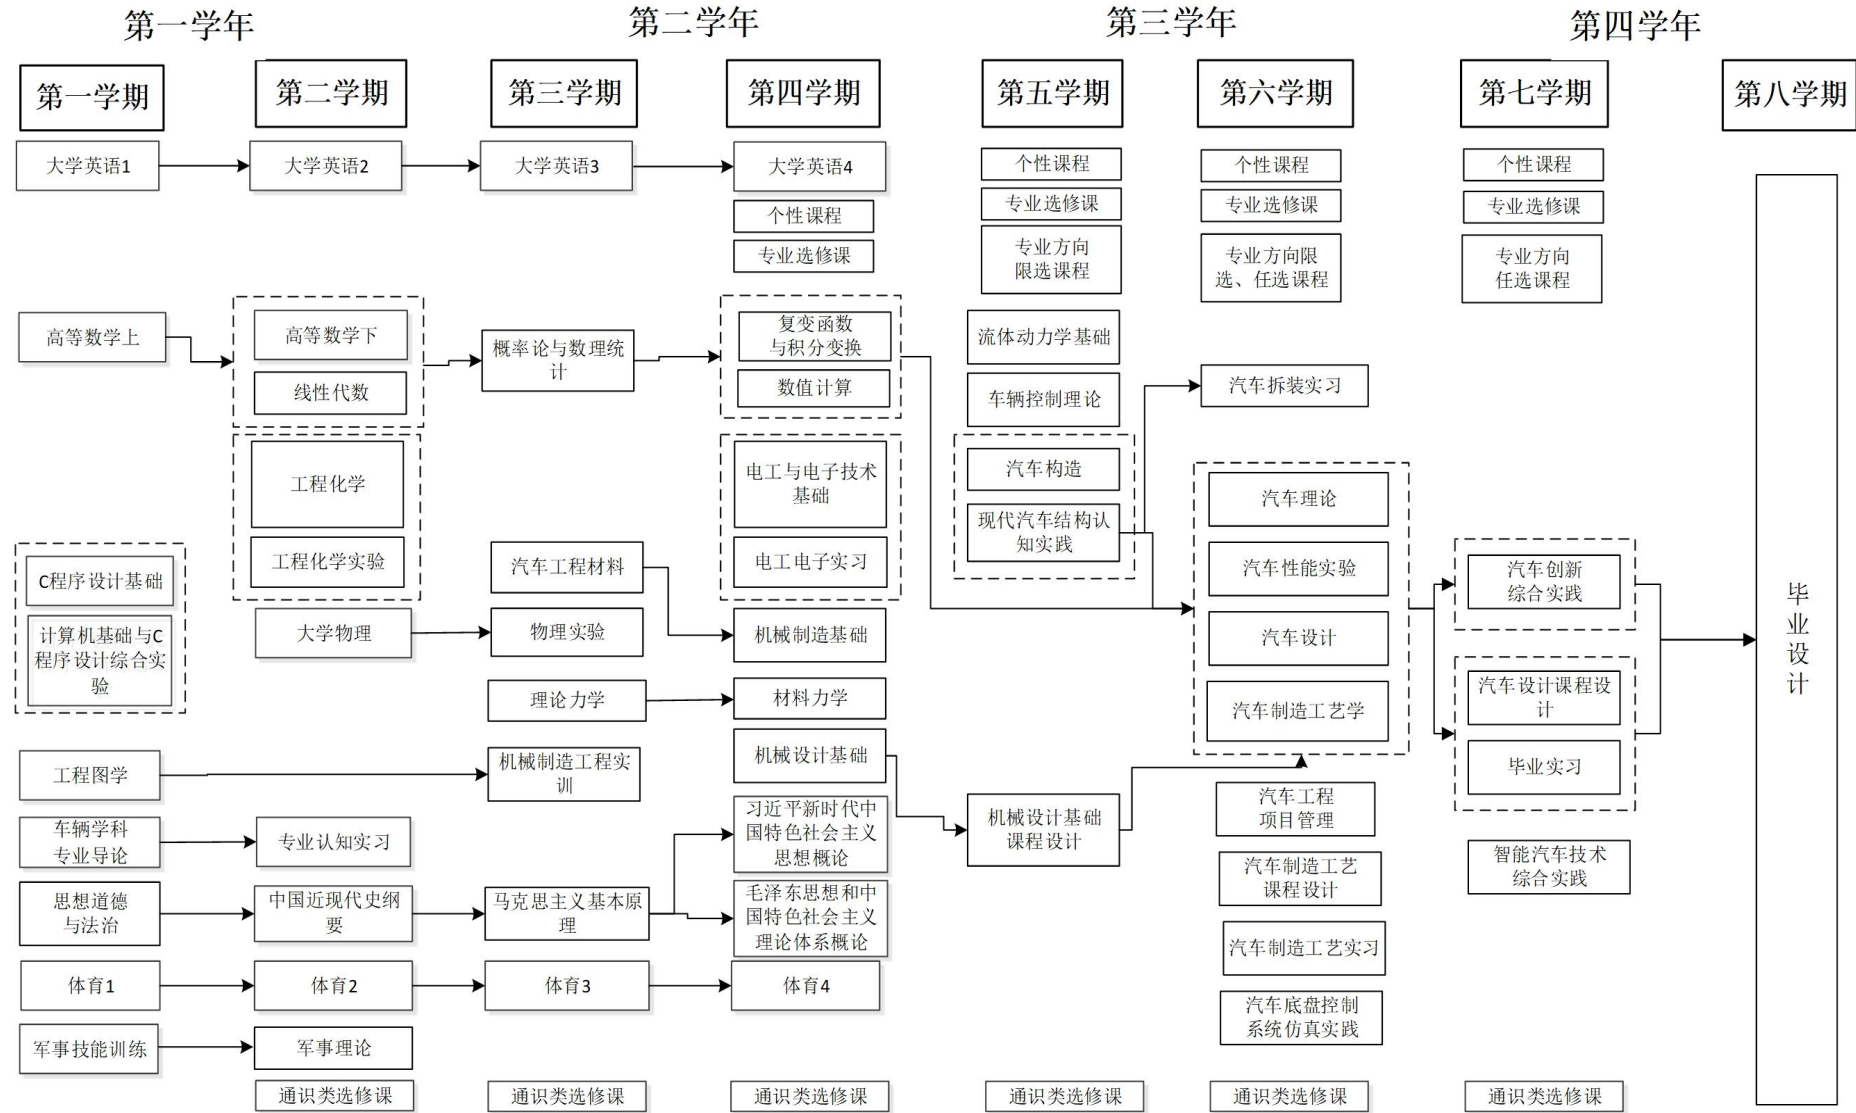 第一学年
第二学年
第三学年
第四学年
第一学期
第二学期
第三学期
第四学期
第五学期
第六学期
第七学期
第八学期
大学英语1
大学英语2
大学英语3
大学英语4
个性课程
个性课程
个性课程
个性课程
专业选修课
专业选修课
专业选修课
专业选修课
专业方向
限选课程
专业方向限
选、任选课程
专业方向
任选课程
高等数学上
高等数学下
线性代数
概率论与数理统
计
复变函数
与积分变换
数值计算
流体动力学基础
车辆控制理论
汽车拆装实习
工程化学
工程化学实验
电工与电子技术
基础
电工电子实习
汽车构造
现代汽车结构认
知实践
汽车理论
汽车性能实验
汽车设计
汽车制造工艺学
C程序设计基础
计算机基础与C
程序设计综合实
验
汽车工程材料
机械制造基础
大学物理
物理实验
理论力学
材料力学
汽车创新
综合实践
汽车设计课程设
计
毕业实习
毕
业
设
计
工程图学
机械制造工程实
训
机械设计基础
机械设计基础
课程设计
汽车工程
项目管理
车辆学科
专业导论
专业认知实习
习近平新时代中
国特色社会主义
思想概论
汽车制造工艺
课程设计
智能汽车技术
综合实践
思想道德
与法治
中国近现代史纲
要
马克思主义基本原
理
毛泽东思想和中
国特色社会主义
理论体系概论
汽车制造工艺实习
体育1
体育2
体育3
体育4
汽车底盘控制
系统仿真实践
军事技能训练
军事理论
通识类选修课
通识类选修课
通识类选修课
通识类选修课
通识类选修课
通识类选修课